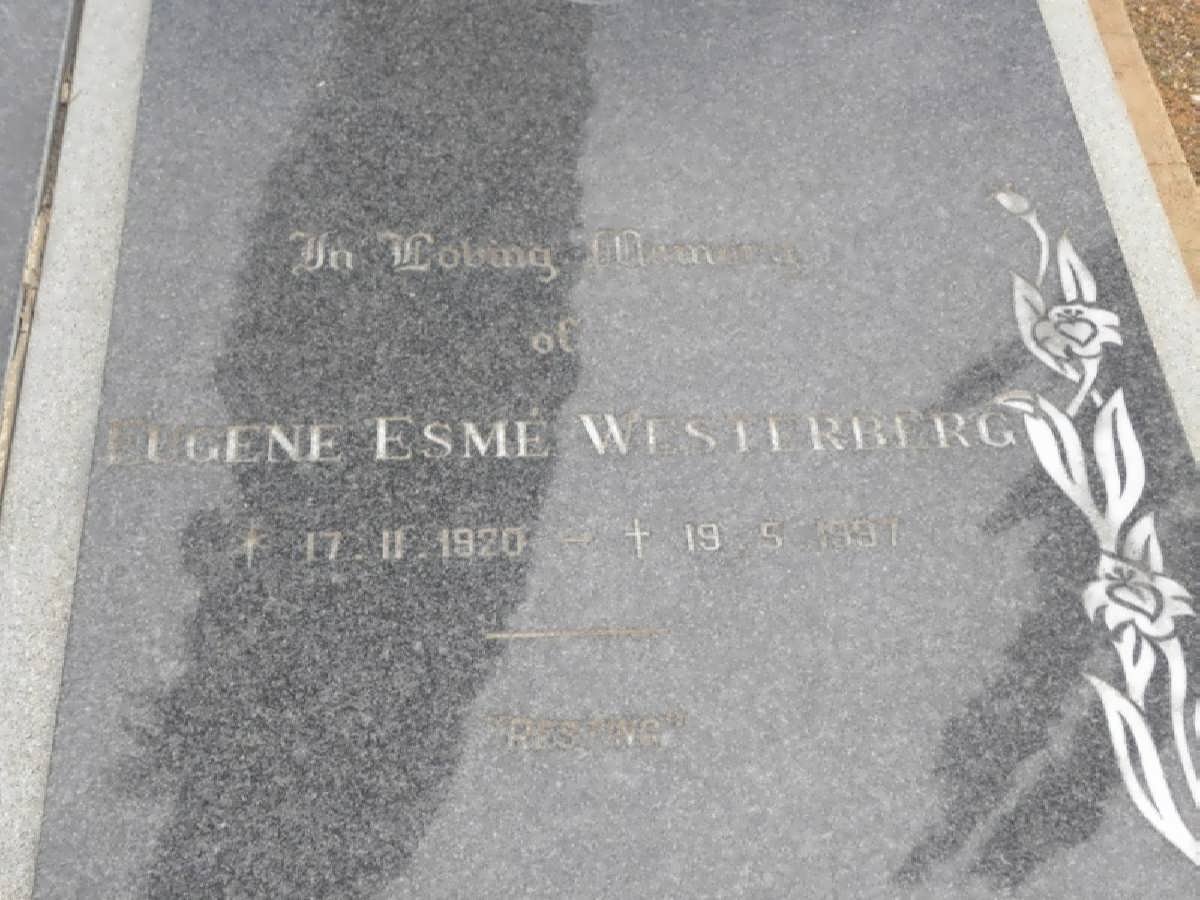 In Loving Memory
of
EUGENE ESMÉ WESTERBERG
† 17.11.1920 – † 19.5.1997
"RESTING"